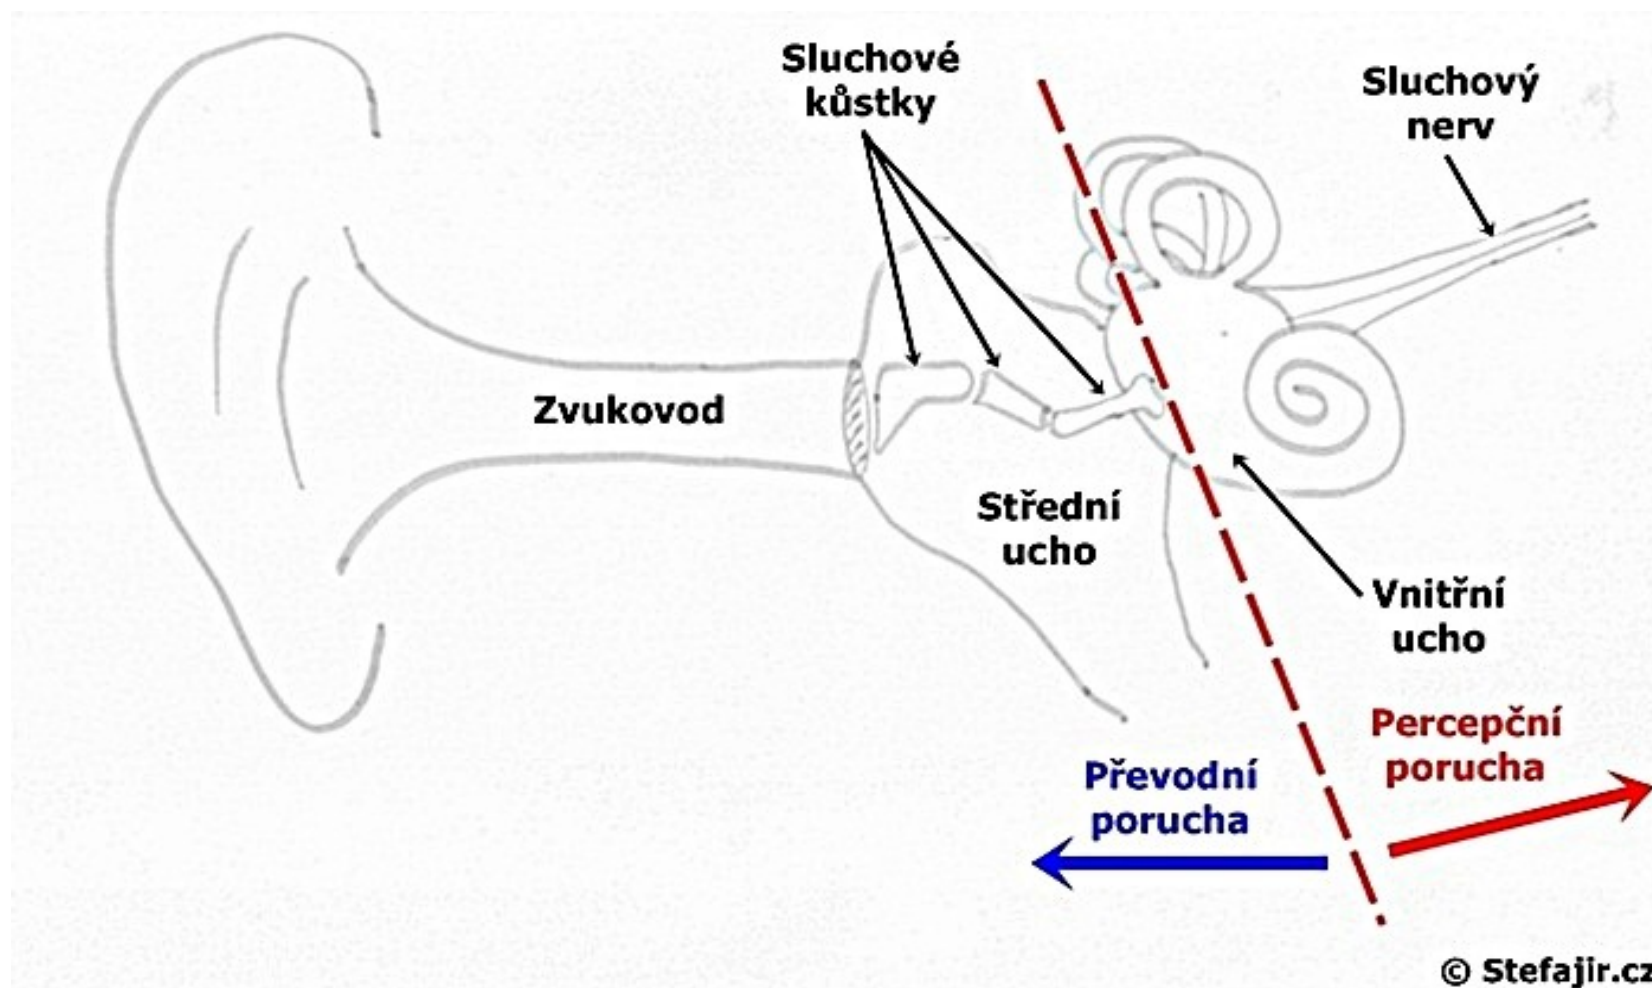 Sluchové
kůstky
Sluchový
nerv
Zvukovod
Střední
ucho
Vnitřní
ucho
Percepční
porucha
Převodní
porucha
© Stefajir.cz